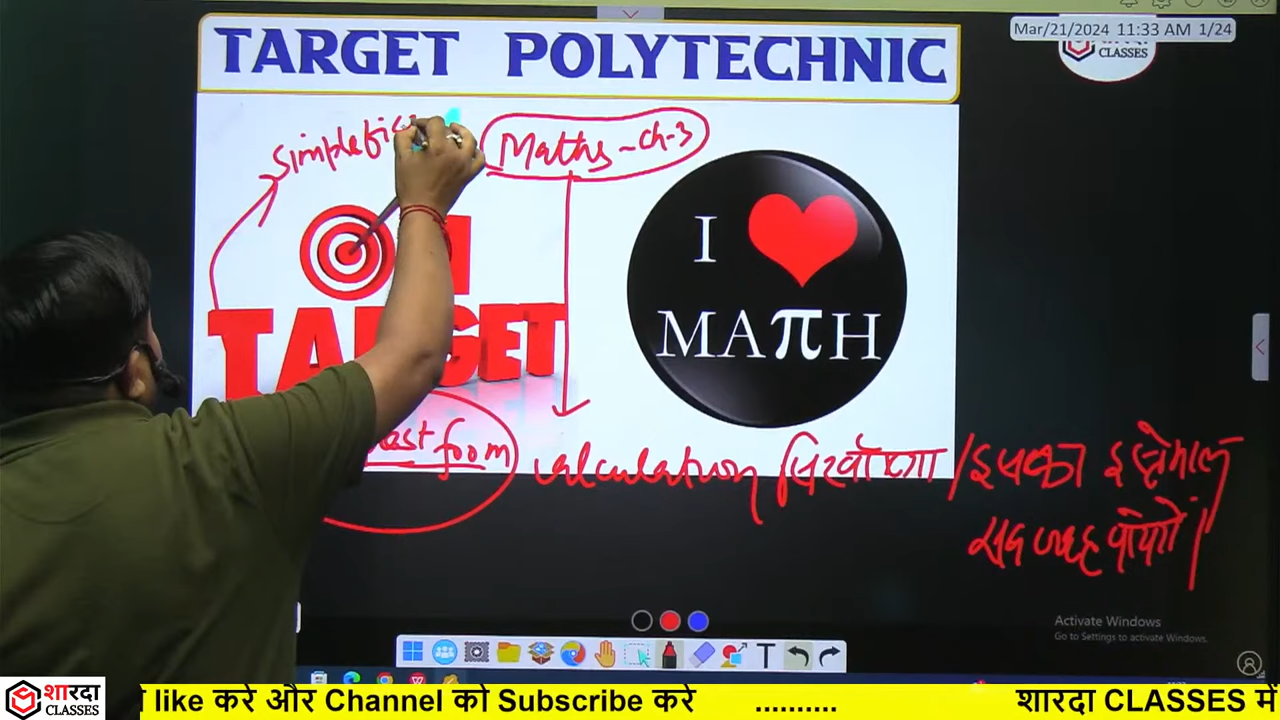 Mar/21/2024 11:33 AM 1/24
TARGET POLYTECHNIC
शारदा
CLASSES
Maths - ch-3
I
MAπH
TARGET
form
calculation
/ इसका इस्तेमाल
सब जगह
Activate Windows
Go to Settings to activate Windows.
शारदा
CLASSES
like करे और Channel को Subscribe करे .......... शारदा CLASSES में